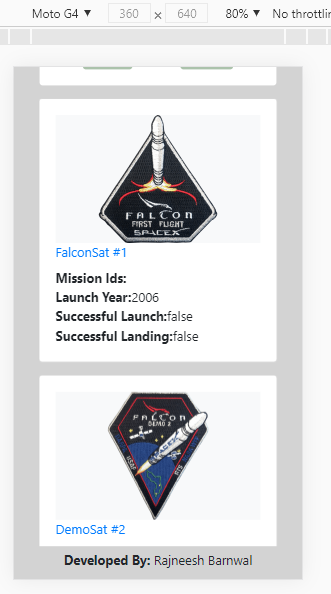 Moto G4 ▼ 360 × 640 80% ▼ No throttlin
FALCON
FIRST FLIGHT
SPACEX
FalconSat #1
Mission Ids:
Launch Year:2006
Successful Launch:false
Successful Landing:false
FALCON
DEMO 2
DemoSat #2
Developed By: Rajneesh Barnwal